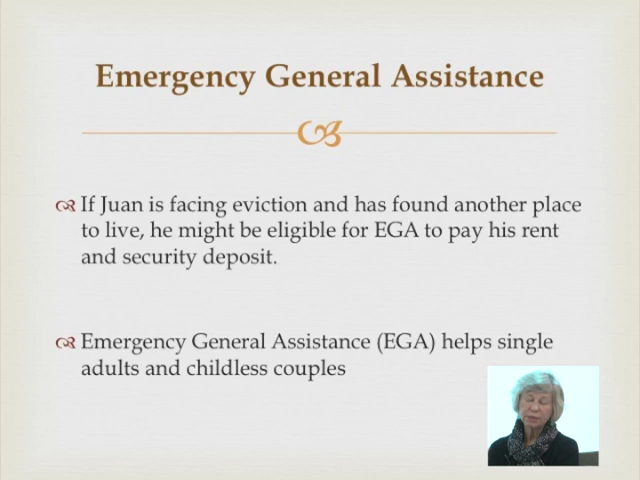 Emergency General Assistance
If Juan is facing eviction and has found another place
to live, he might be eligible for EGA to pay his rent
and security deposit.
Emergency General Assistance (EGA) helps single
adults and childless couples